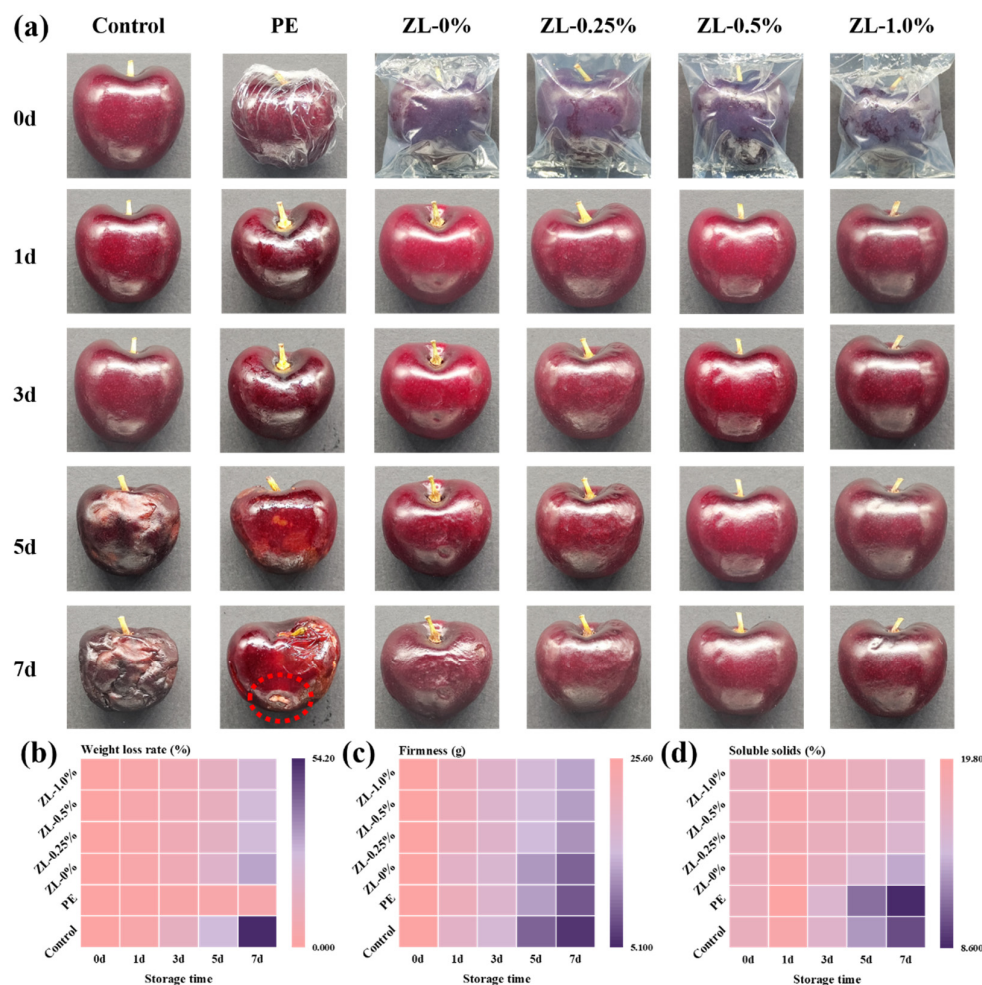 (a) Control PE ZL-0% ZL-0.25% ZL-0.5% ZL-1.0%
0d
1d
3d
5d
7d
(b) Weight loss rate (%)
54.20
ZL-1.0%
ZL-0.5%
ZL-0.25%
ZL-0%
PE
Control
0.000
0d 1d 3d 5d 7d
Storage time
(c) Firmness (g)
25.60
ZL-1.0%
ZL-0.5%
ZL-0.25%
ZL-0%
PE
Control
5.100
0d 1d 3d 5d 7d
Storage time
(d) Soluble solids (%)
19.80
ZL-1.0%
ZL-0.5%
ZL-0.25%
ZL-0%
PE
Control
8.600
0d 1d 3d 5d 7d
Storage time